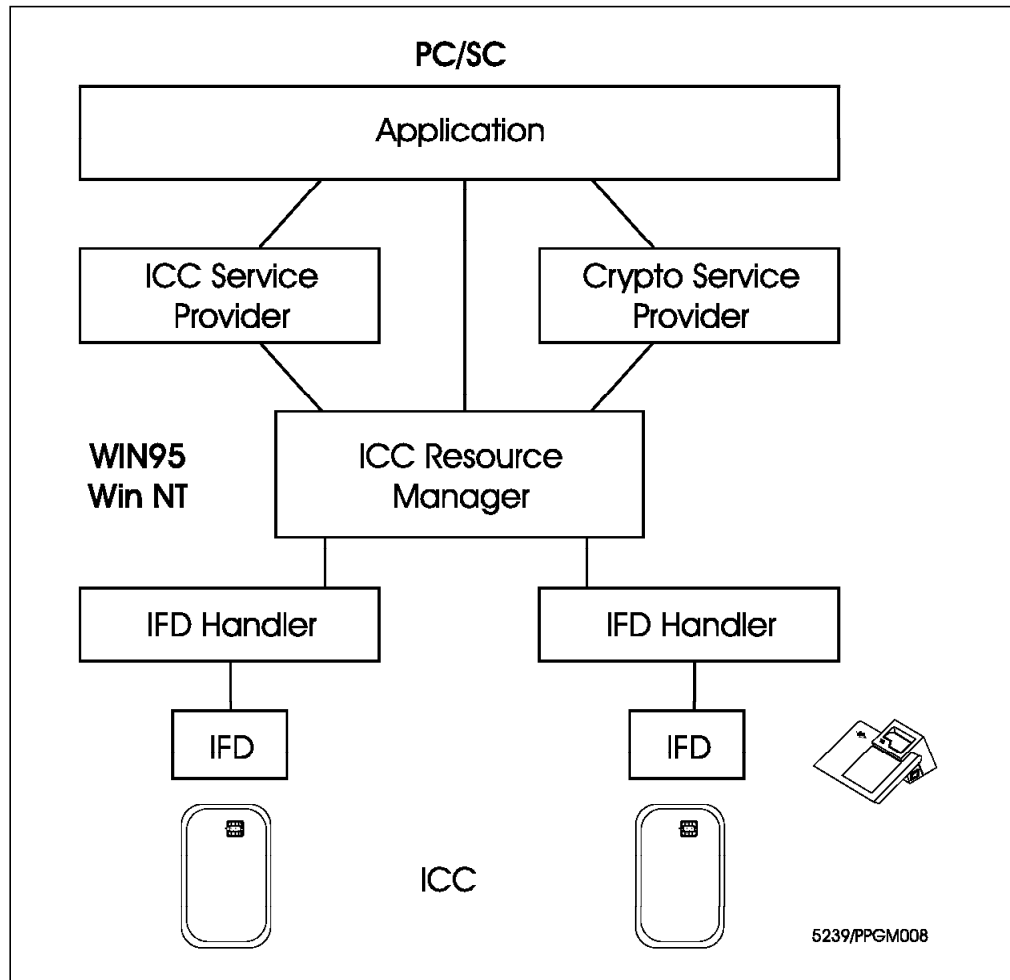 PC/SC
Application
ICC Service
Provider
Crypto Service
Provider
WIN95
Win NT
ICC Resource
Manager
IFD Handler
IFD Handler
IFD
IFD
ICC
5239/PPGM008